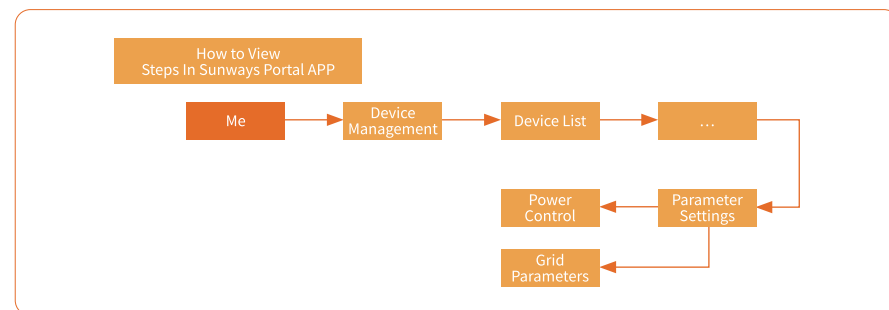 How to View
Steps In Sunways Portal APP
Me
Device
Management
Device List
...
Power
Control
Parameter
Settings
Grid
Parameters